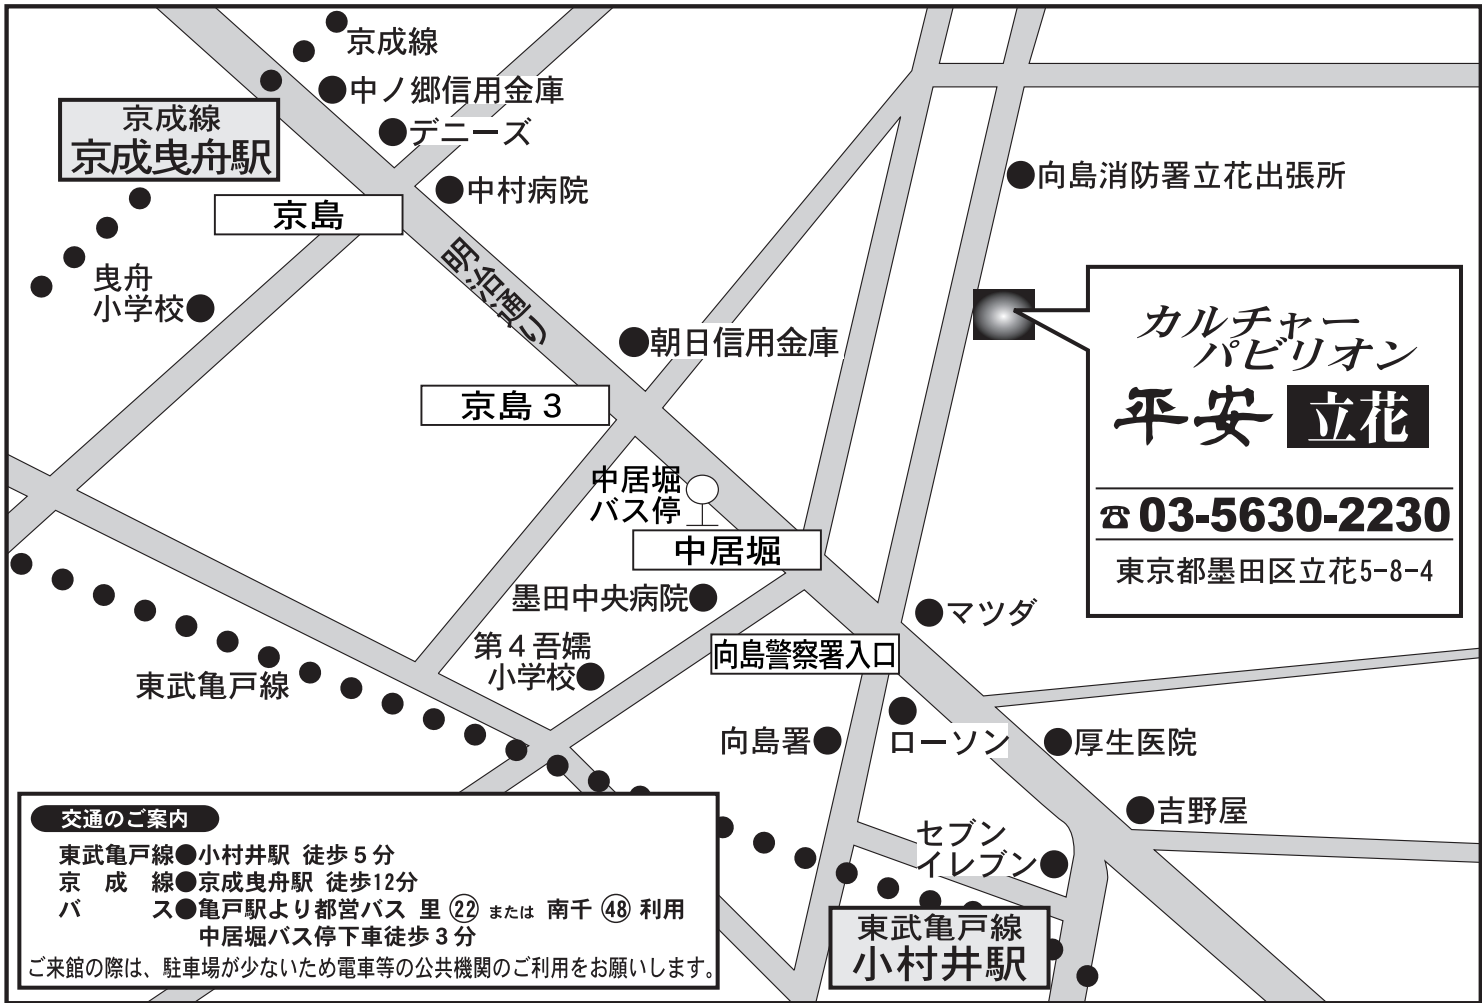 京成線
中ノ郷信用金庫
デニーズ
京成線
京成曳舟駅
中村病院
京島
曳舟
小学校
明治通り
朝日信用金庫
京島３
向島消防署立花出張所
カルチャー
パビリオン
平安 立花
☎03-5630-2230
東京都墨田区立花5-8-4
中居堀
バス停
中居堀
墨田中央病院
第４吾嬬
小学校
マツダ
向島警察署入口
東武亀戸線
向島署
ローソン
厚生医院
吉野屋
セブン
イレブン
東武亀戸線
小村井駅
交通のご案内
東武亀戸線●小村井駅 徒歩５分
京成線●京成曳舟駅 徒歩12分
バス●亀戸駅より都営バス 里㉒ または 南千㊽ 利用
中居堀バス停下車徒歩３分
ご来館の際は、駐車場が少ないため電車等の公共機関のご利用をお願いします。